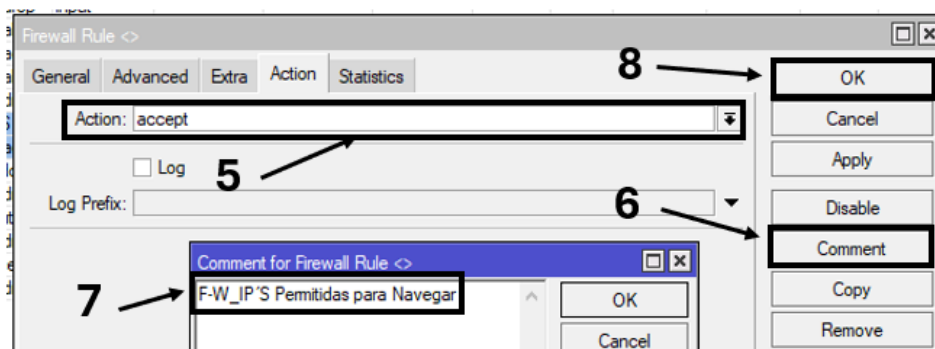 Firewall Rule <>
General Advanced Extra Action Statistics
8
OK
Action: accept
Cancel
Log
5
Apply
Log Prefix:
6
Disable
Comment for Firewall Rule <>
Comment
7
F-W_IP´S Permitidas para Navegar
OK
Copy
Cancel
Remove